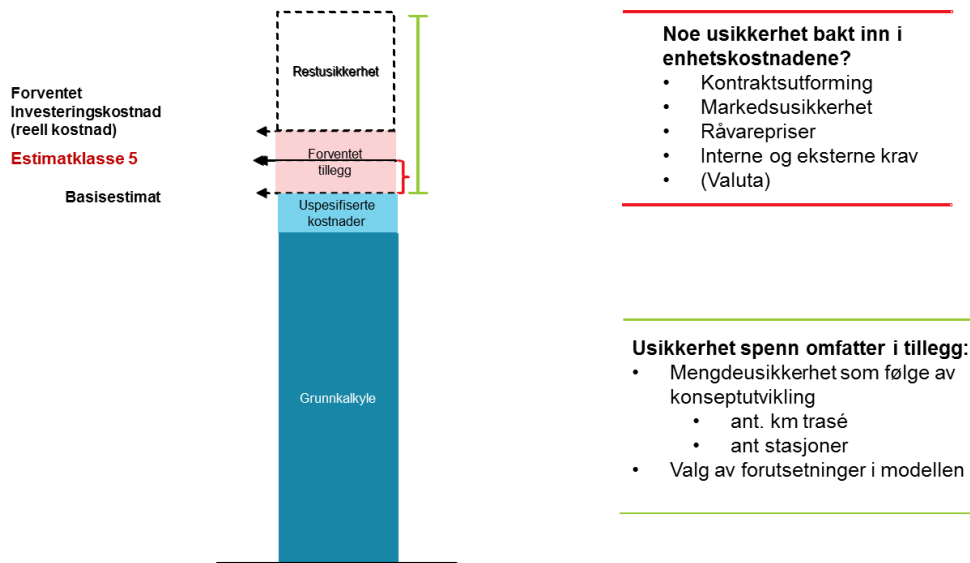 Restusikkerhet
Forventet
Investeringskostnad
(reell kostnad)
Estimatklasse 5
Forventet
tillegg
Basisestimat
Uspesifiserte
kostnader
Grunnkalkyle
Noe usikkerhet bakt inn i
enhetskostnadene?
• Kontraktsutforming
• Markedsusikkerhet
• Råvarepriser
• Interne og eksterne krav
• (Valuta)
Usikkerhet spenn omfatter i tillegg:
• Mengdeusikkerhet som følge av
konseptutvikling
• ant. km trasé
• ant stasjoner
• Valg av forutsetninger i modellen